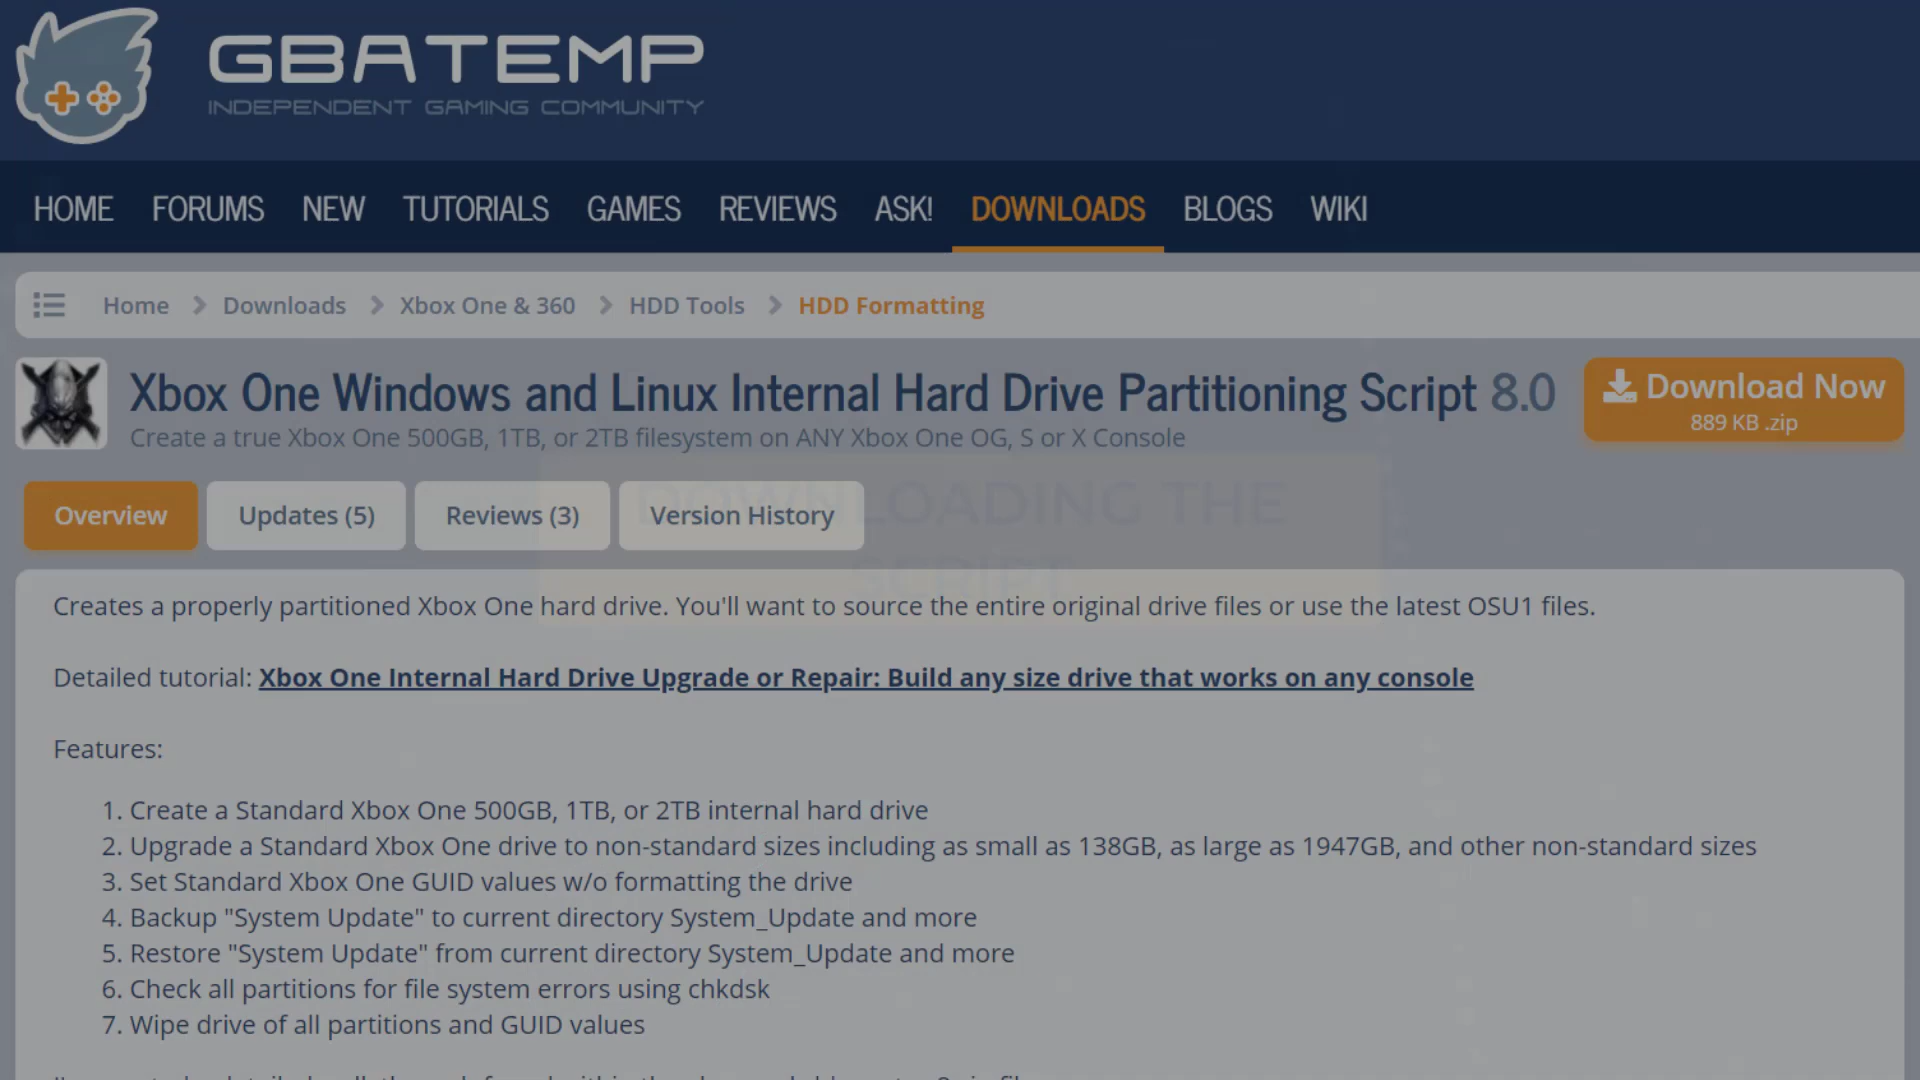 GBATEMP
INDEPENDENT GAMING COMMUNITY
HOME FORUMS NEW TUTORIALS GAMES REVIEWS ASK! DOWNLOADS BLOGS WIKI
Home > Downloads > Xbox One & 360 > HDD Tools > HDD Formatting
Xbox One Windows and Linux Internal Hard Drive Partitioning Script 8.0
Download Now
889 KB .zip
Create a true Xbox One 500GB, 1TB, or 2TB filesystem on ANY Xbox One OG, S or X Console
Overview Updates (5) Reviews (3) Version History
DOWNLOADING THE
SCRIPT
Creates a properly partitioned Xbox One hard drive. You'll want to source the entire original drive files or use the latest OSU1 files.
Detailed tutorial: Xbox One Internal Hard Drive Upgrade or Repair: Build any size drive that works on any console
Features:
1. Create a Standard Xbox One 500GB, 1TB, or 2TB internal hard drive
2. Upgrade a Standard Xbox One drive to non-standard sizes including as small as 138GB, as large as 1947GB, and other non-standard sizes
3. Set Standard Xbox One GUID values w/o formatting the drive
4. Backup "System Update" to current directory System_Update and more
5. Restore "System Update" from current directory System_Update and more
6. Check all partitions for file system errors using chkdsk
7. Wipe drive of all partitions and GUID values